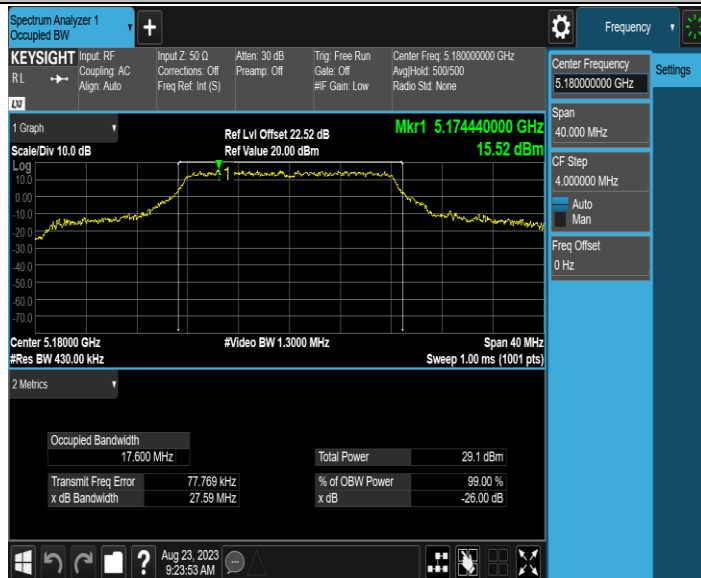 Spectrum Analyzer 1
Occupied BW
Frequency
KEYSIGHT
RL
LXI
Input: RF
Coupling: AC
Align: Auto
Input Z: 50 Ω
Corrections: Off
Freq Ref: Int (S)
Atten: 30 dB
Preamp: Off
Trig: Free Run
Gate: Off
#IF Gain: Low
Center Freq: 5.180000000 GHz
Avg|Hold: 500/500
Radio Std: None
Center Frequency
5.180000000 GHz
Settings
Span
40.000 MHz
CF Step
4.000000 MHz
Auto
Man
Freq Offset
0 Hz
1 Graph
Scale/Div 10.0 dB
Ref Lvl Offset 22.52 dB
Ref Value 20.00 dBm
Mkr1 5.174440000 GHz
15.52 dBm
Log
10.0
0.00
-10.0
-20.0
-30.0
-40.0
-50.0
-60.0
-70.0
1
Center 5.18000 GHz
#Video BW 1.3000 MHz
Span 40 MHz
#Res BW 430.00 kHz
Sweep 1.00 ms (1001 pts)
2 Metrics
Occupied Bandwidth
17.600 MHz
Total Power 29.1 dBm
Transmit Freq Error 77.769 kHz
% of OBW Power 99.00 %
x dB Bandwidth 27.59 MHz
x dB -26.00 dB
?
Aug 23, 2023
9:23:53 AM